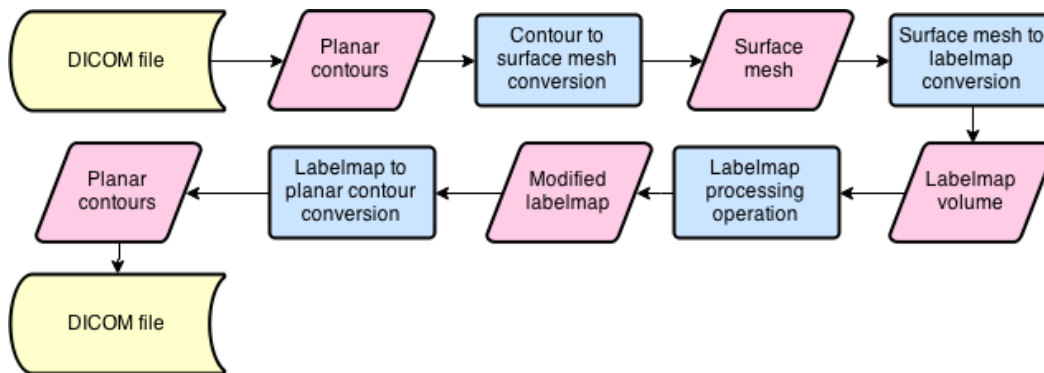 DICOM file
Planar
contours
Contour to
surface mesh
conversion
Surface
mesh
Surface mesh to
labelmap
conversion
Planar
contours
Labelmap to
planar contour
conversion
Modified
labelmap
Labelmap
processing
operation
Labelmap
volume
DICOM file